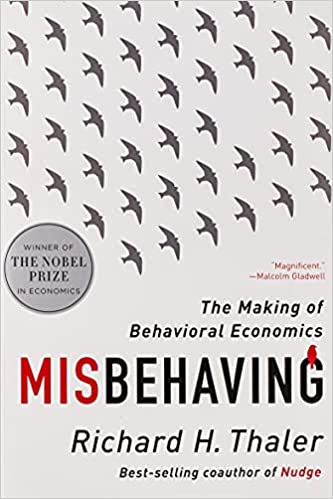 WINNER OF
THE NOBEL
PRIZE
IN ECONOMICS
"Magnificent."
—Malcolm Gladwell
The Making of
Behavioral Economics
MISBEHAVING
Richard H. Thaler
Best-selling coauthor of Nudge